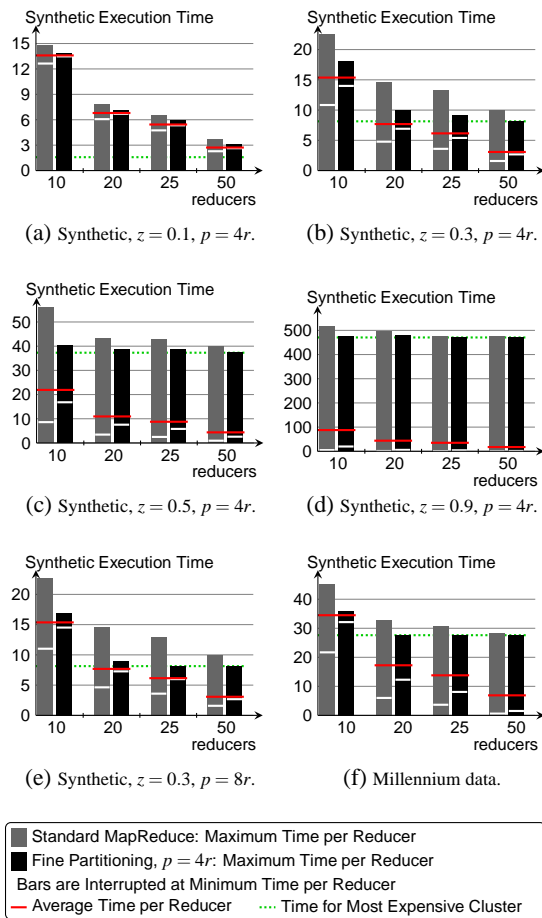 Synthetic Execution Time
15
12
9
6
3
0
10 20 25 50
reducers
(a) Synthetic, z = 0.1, p = 4r.
Synthetic Execution Time
20
15
10
5
0
10 20 25 50
reducers
(b) Synthetic, z = 0.3, p = 4r.
Synthetic Execution Time
50
40
30
20
10
0
10 20 25 50
reducers
(c) Synthetic, z = 0.5, p = 4r.
Synthetic Execution Time
500
400
300
200
100
0
10 20 25 50
reducers
(d) Synthetic, z = 0.9, p = 4r.
Synthetic Execution Time
20
15
10
5
0
10 20 25 50
reducers
(e) Synthetic, z = 0.3, p = 8r.
Synthetic Execution Time
40
30
20
10
0
10 20 25 50
reducers
(f) Millennium data.
Standard MapReduce: Maximum Time per Reducer
Fine Partitioning, p = 4r: Maximum Time per Reducer
Bars are Interrupted at Minimum Time per Reducer
Average Time per Reducer Time for Most Expensive Cluster